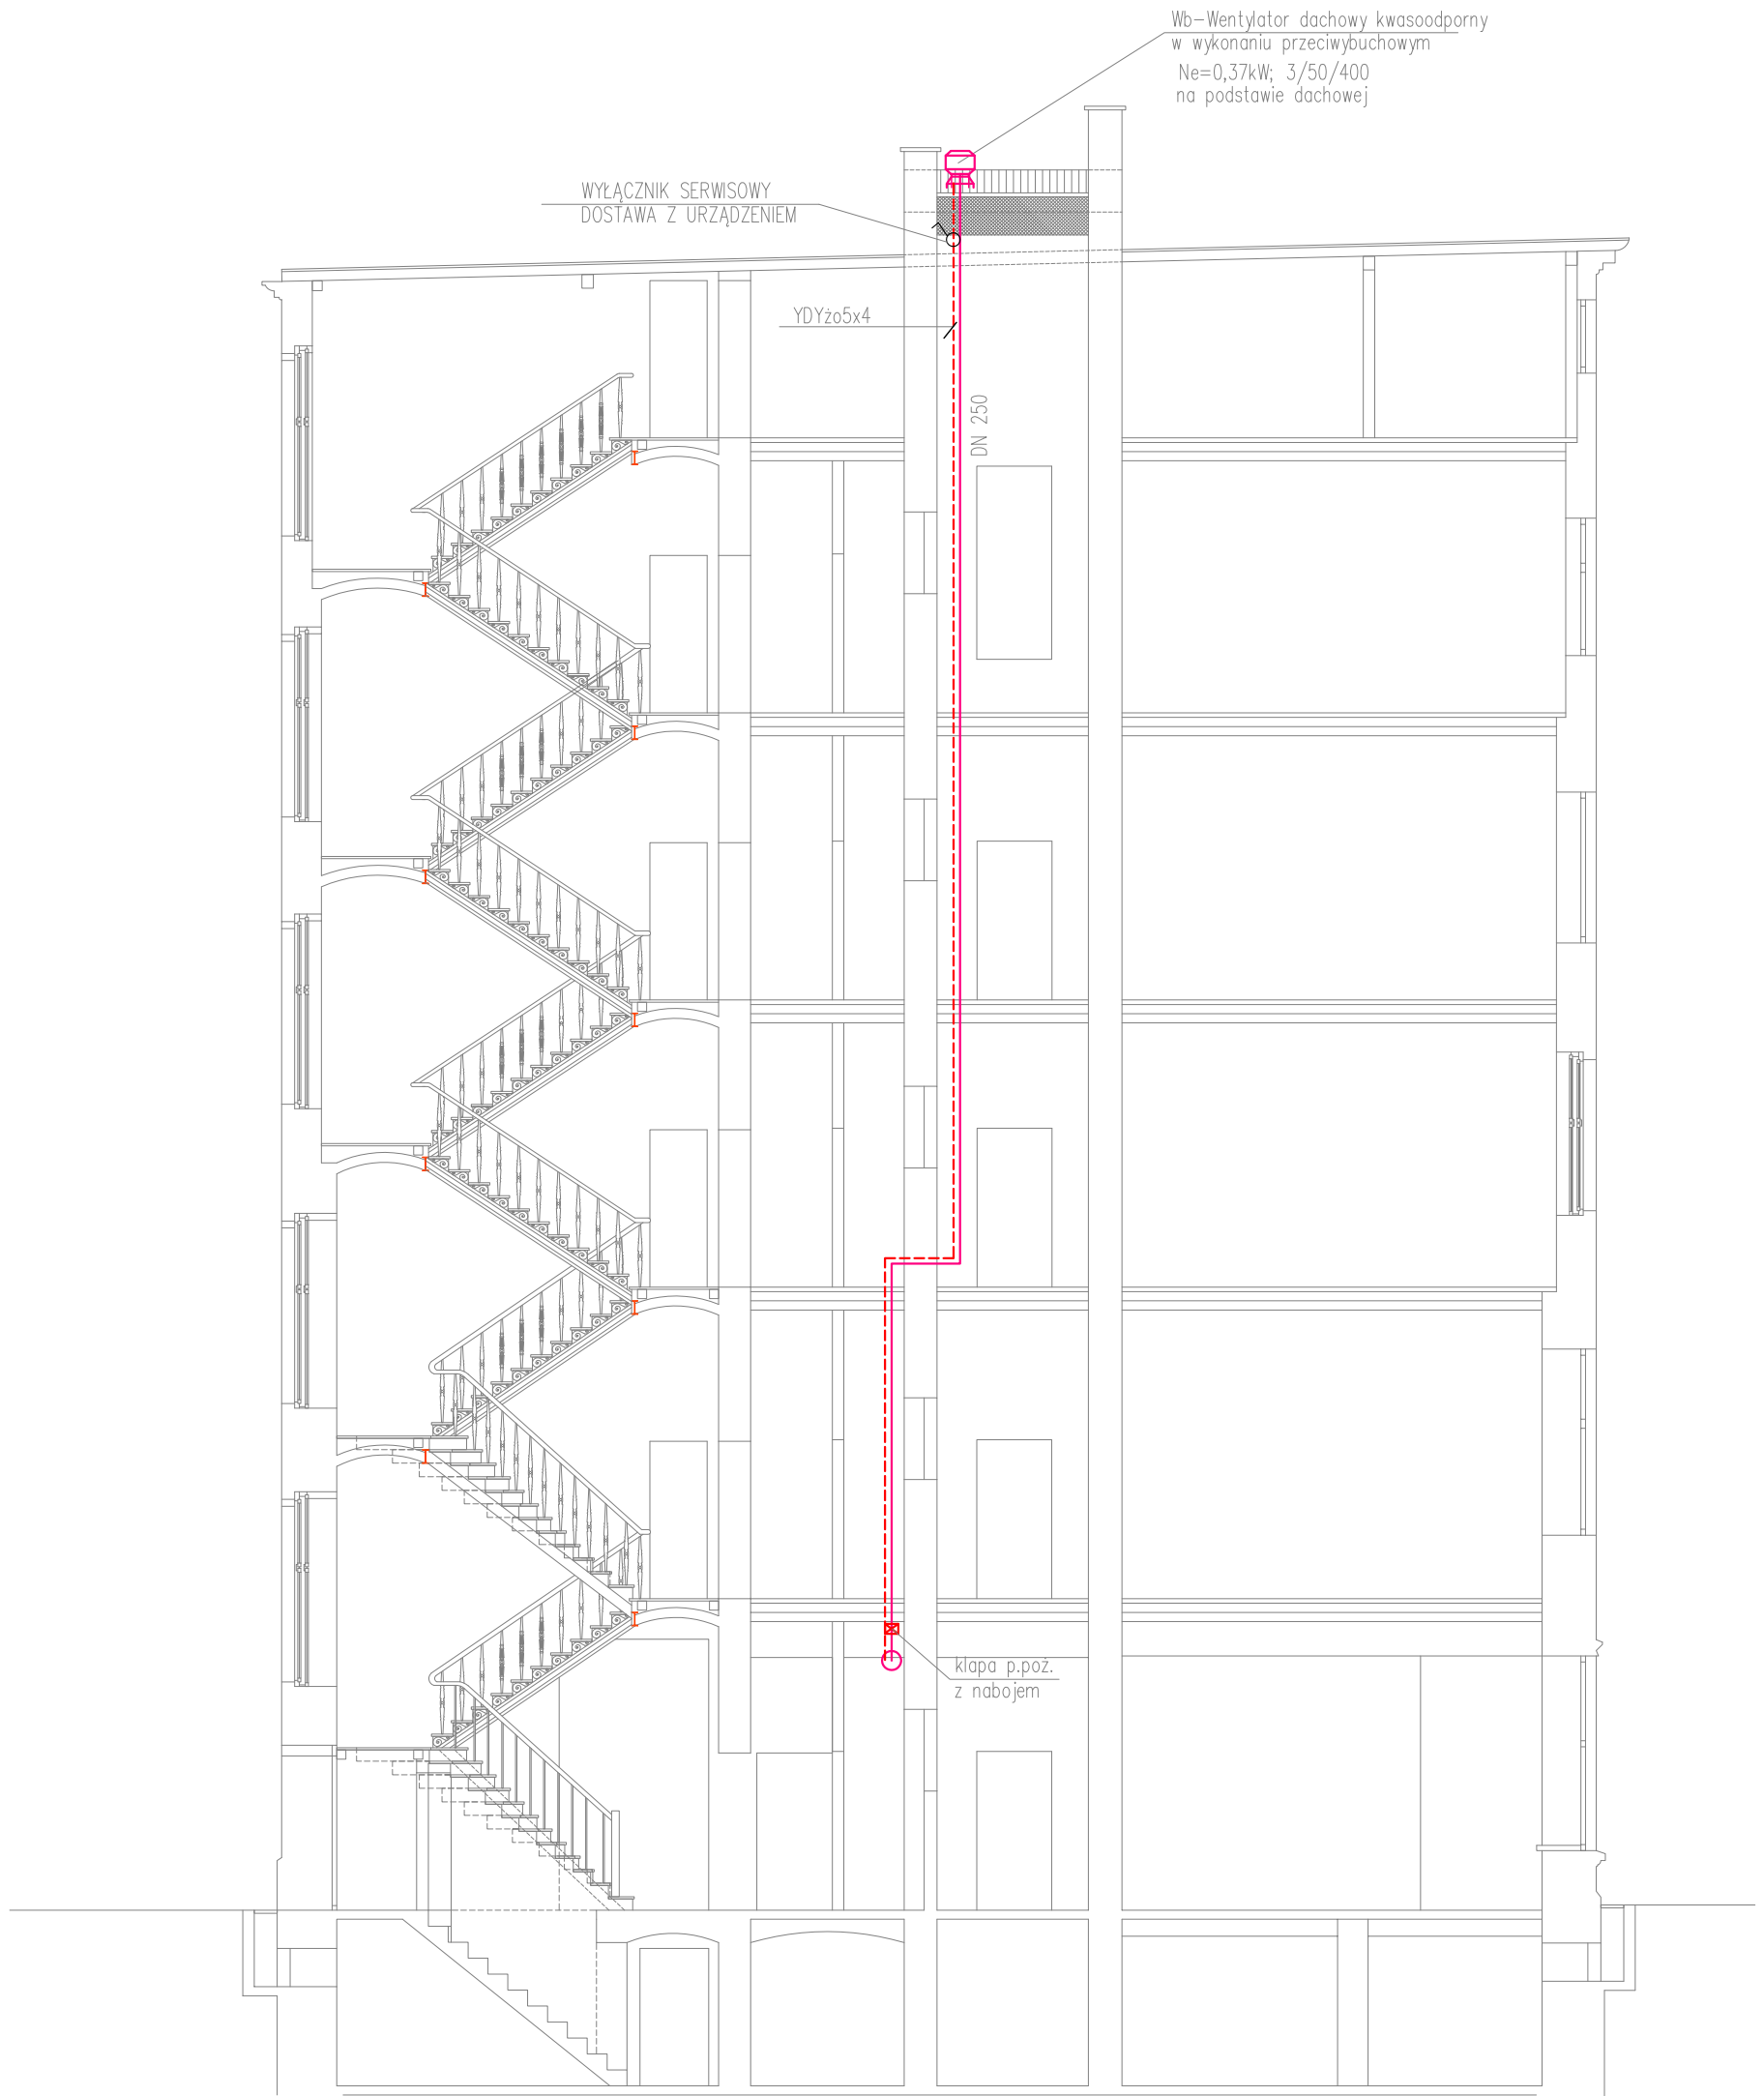 Wb-Wentylator dachowy kwasoodporny
w wykonaniu przeciwybuchowym
Ne=0,37kW; 3/50/400
na podstawie dachowej
WYŁĄCZNIK SERWISOWY
DOSTAWA Z URZĄDZENIEM
YDYżo5x4
DN 250
klapa p.poż.
z nabojem